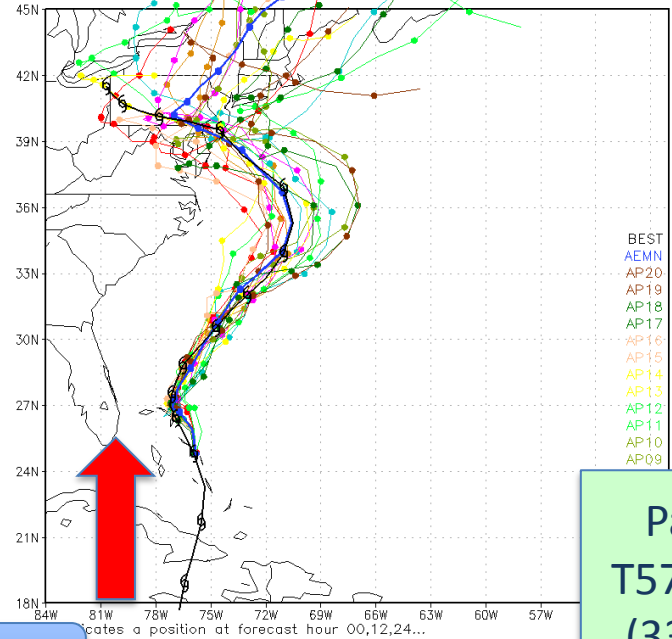 45N
42N
39N
36N
33N
30N
27N
24N
21N
18N
84W 81W 78W 75W 72W 69W 66W 63W 60W 57W
cates a position at forecast hour 00,12,24...
BEST
AEMN
AP20
AP19
AP18
AP17
AP16
AP15
AP14
AP13
AP12
AP11
AP10
AP09
Pa
T57